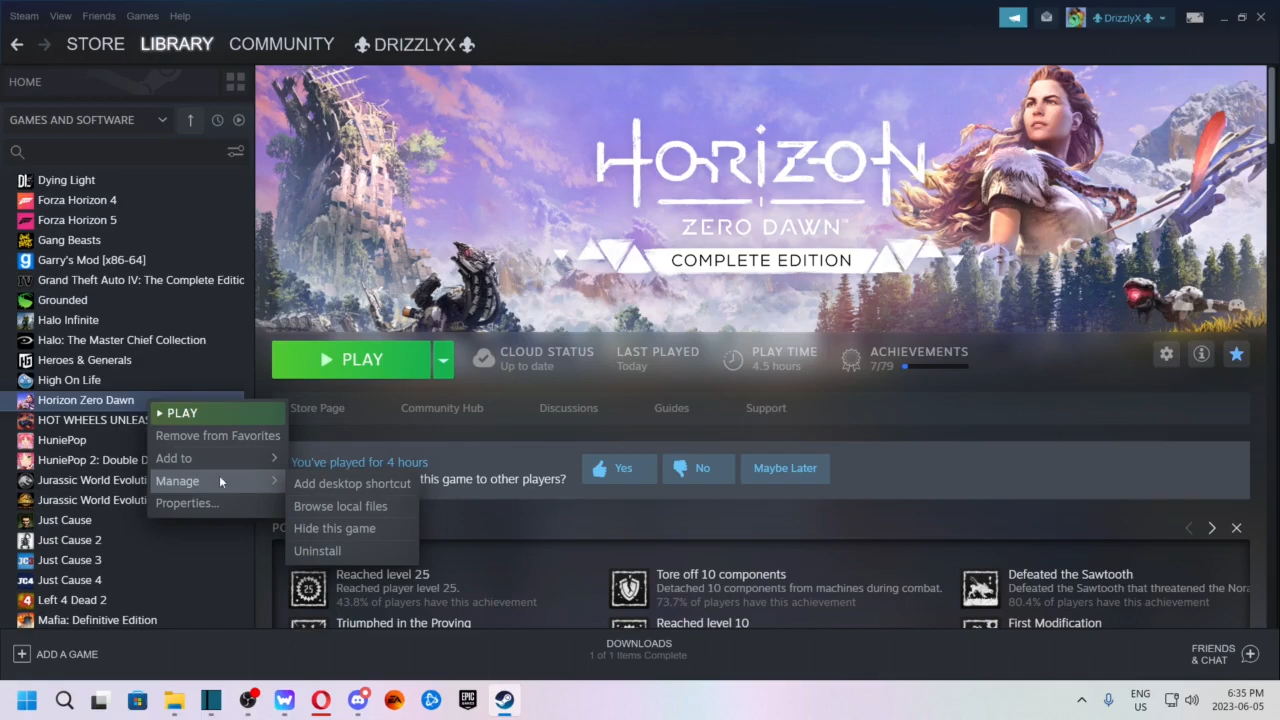 Steam View Friends Games Help
DrizzlyX
STORE LIBRARY COMMUNITY DRIZZLYX
HOME
GAMES AND SOFTWARE
Dying Light
Forza Horizon 4
Forza Horizon 5
Gang Beasts
Garry's Mod [x86-64]
Grand Theft Auto IV: The Complete Editic
Grounded
Halo Infinite
Halo: The Master Chief Collection
Heroes & Generals
High On Life
Horizon Zero Dawn
HOT WHEELS UNLEAS
HuniePop
HuniePop 2: Double D
Jurassic World Evoluti
Jurassic World Evoluti
Just Cause
Just Cause 2
Just Cause 3
Just Cause 4
Left 4 Dead 2
Mafia: Definitive Edition
PLAY
Remove from Favorites
Add to
Manage
Properties...
Add desktop shortcut
Browse local files
Hide this game
Uninstall
HORIZON
ZERO DAWN™
COMPLETE EDITION
PLAY
CLOUD STATUS
Up to date
LAST PLAYED
Today
PLAY TIME
4.5 hours
ACHIEVEMENTS
7/79
Store Page Community Hub Discussions Guides Support
You've played for 4 hours
this game to other players?
Yes
No
Maybe Later
Reached level 25
Reached player level 25.
43.8% of players have this achievement
Tore off 10 components
Detached 10 components from machines during combat.
73.7% of players have this achievement
Defeated the Sawtooth
Defeated the Sawtooth that threatened the Nora
80.4% of players have this achievement
Triumphed in the Proving
Reached level 10
First Modification
ADD A GAME
DOWNLOADS
1 of 1 Items Complete
FRIENDS
& CHAT
ENG
US
6:35 PM
2023-06-05